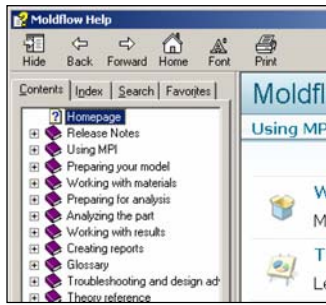 Moldflow Help
Hide Back Forward Home Font Print
Contents Index Search Favorites
Homepage
Release Notes
Using MPI
Preparing your model
Working with materials
Preparing for analysis
Analyzing the part
Working with results
Creating reports
Glossary
Troubleshooting and design adv
Theory reference
Moldfl
Using MP
W
M
T
Le